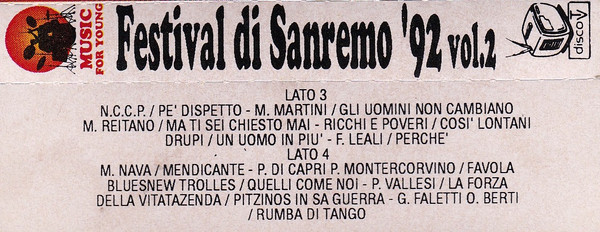 MUSIC
FOR YOUNG
Festival di Sanremo '92 vol.2
disco V
LATO 3
N.C.C.P. / PE' DISPETTO - M. MARTINI / GLI UOMINI NON CAMBIANO
M. REITANO / MA TI SEI CHIESTO MAI - RICCHI E POVERI / COSI' LONTANI
DRUPI / UN UOMO IN PIU' - F. LEALI / PERCHE'
LATO 4
M. NAVA / MENDICANTE - P. DI CAPRI P. MONTERCORVINO / FAVOLA
BLUESNEW TROLLES / QUELLI COME NOI - P. VALLESI / LA FORZA
DELLA VITATAZENDA / PITZINOS IN SA GUERRA - G. FALETTI O. BERTI
/ RUMBA DI TANGO